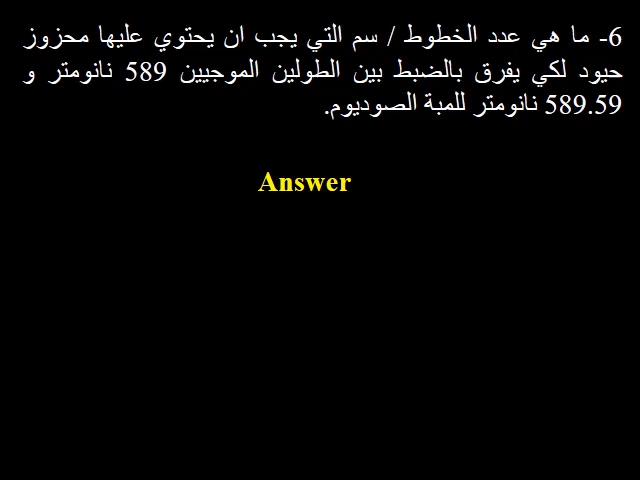 6- ما هي عدد الخطوط / سم التي يجب ان يحتوي عليها محزوز
حيود لكي يفرق بالضبط بين الطولين الموجيين 589 نانومتر و
589.59 نانومتر للمبة الصوديوم.
Answer